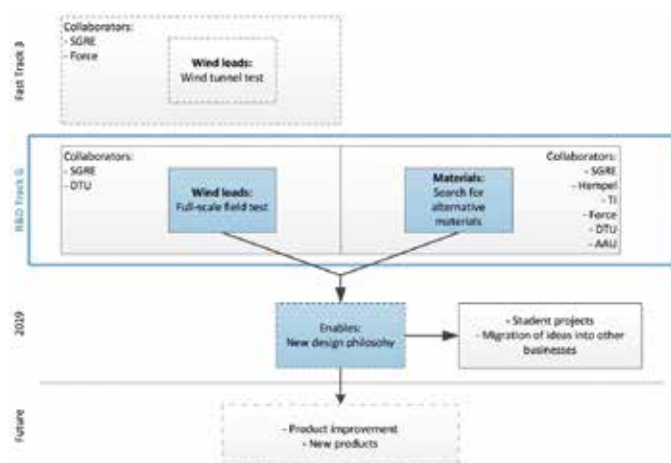 Fast Track 3
Collaborators:
- SGRE
- Force
Wind loads:
Wind tunnel test
R&D Track G
Collaborators:
- SGRE
- DTU
Wind loads:
Full-scale field test
Materials:
Search for
alternative
materials
Collaborators:
- SGRE
- Hempel
- TI
- Force
- DTU
- AAU
2019
Enables:
New design philosophy
- Student projects
- Migration of ideas into other
businesses
Future
- Product improvement
- New products